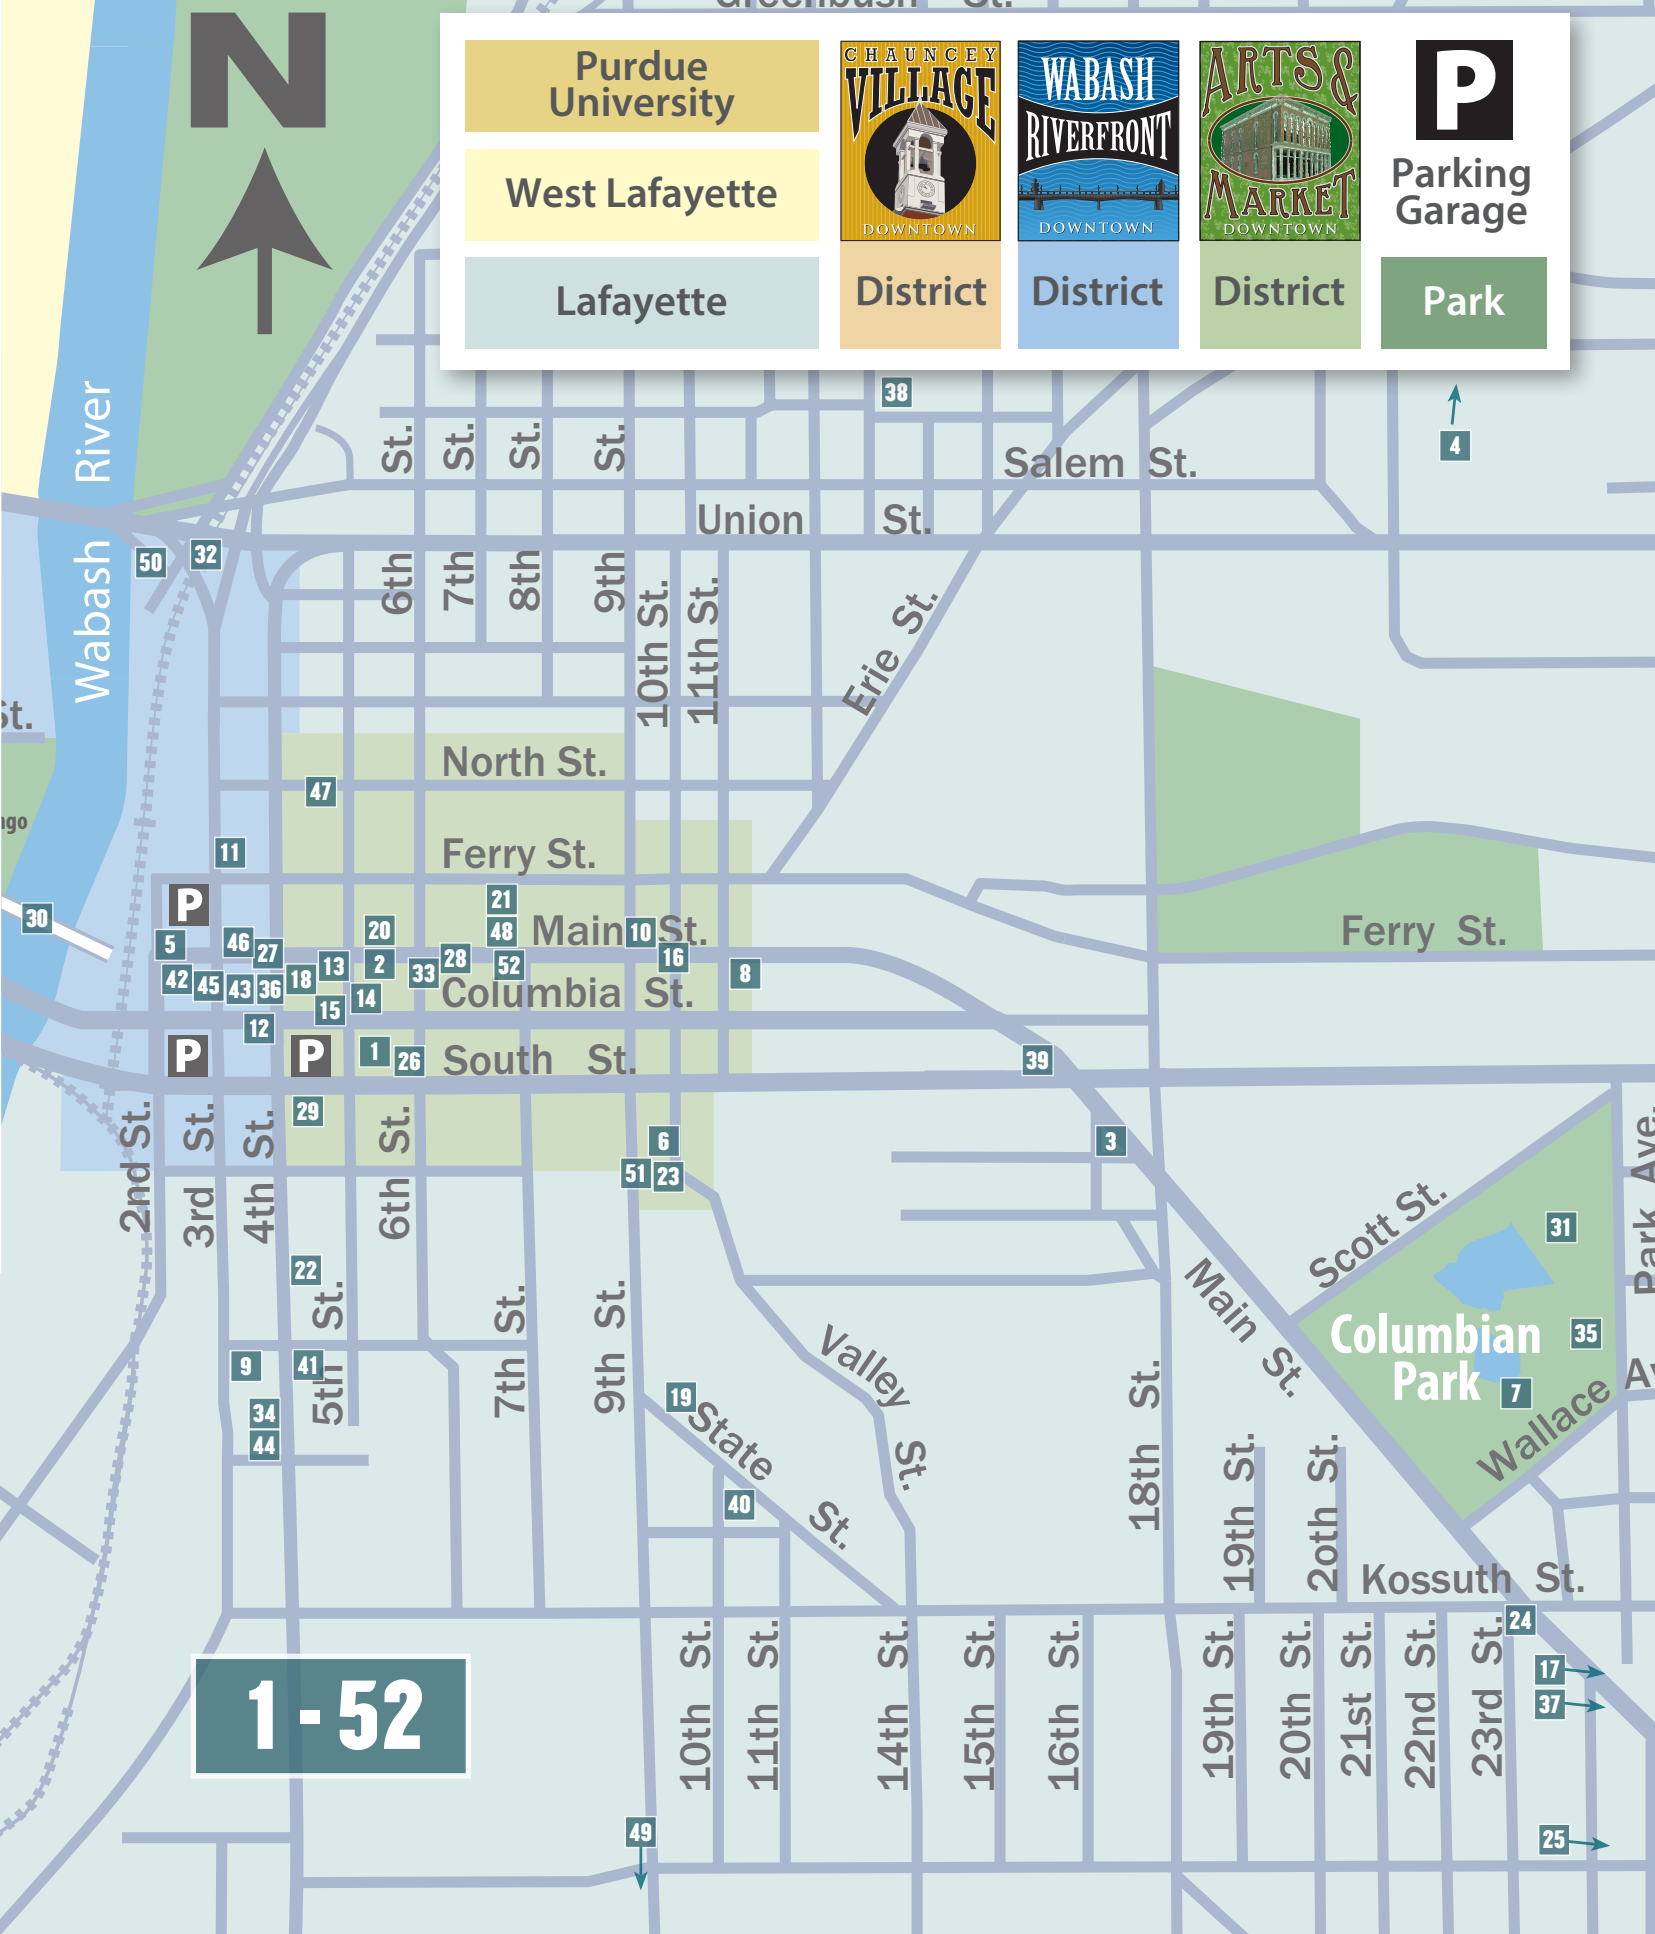 Greenbush St.
N
Purdue
University
West Lafayette
Lafayette
CHAUNCEY
VILLAGE
DOWNTOWN
District
WABASH
RIVERFRONT
DOWNTOWN
District
ARTS &
MARKET
DOWNTOWN
District
P
Parking
Garage
Park
38
4
Wabash River
6th St.
7th St.
8th St.
9th St.
Salem St.
Union St.
50
32
10th St.
11th St.
Erie St.
St.
North St.
47
ngo
11
Ferry St.
P
21
30
5
46
27
20
48
Main St.
10
Ferry St.
42
45
43
36
18
13
2
33
28
52
16
8
15
14
Columbia St.
12
P
P
1
26
South St.
39
29
2nd St.
3rd St.
4th St.
6th St.
6
51
23
3
Park Ave.
Scott St.
31
22
5th St.
7th St.
9th St.
Main St.
Columbian
Park
35
7
Wallace Av
9
41
34
44
19
State St.
Valley St.
40
18th St.
19th St.
20th St.
Kossuth St.
24
17
37
1 - 52
10th St.
11th St.
14th St.
15th St.
16th St.
19th St.
20th St.
21st St.
22nd St.
23rd St.
49
25